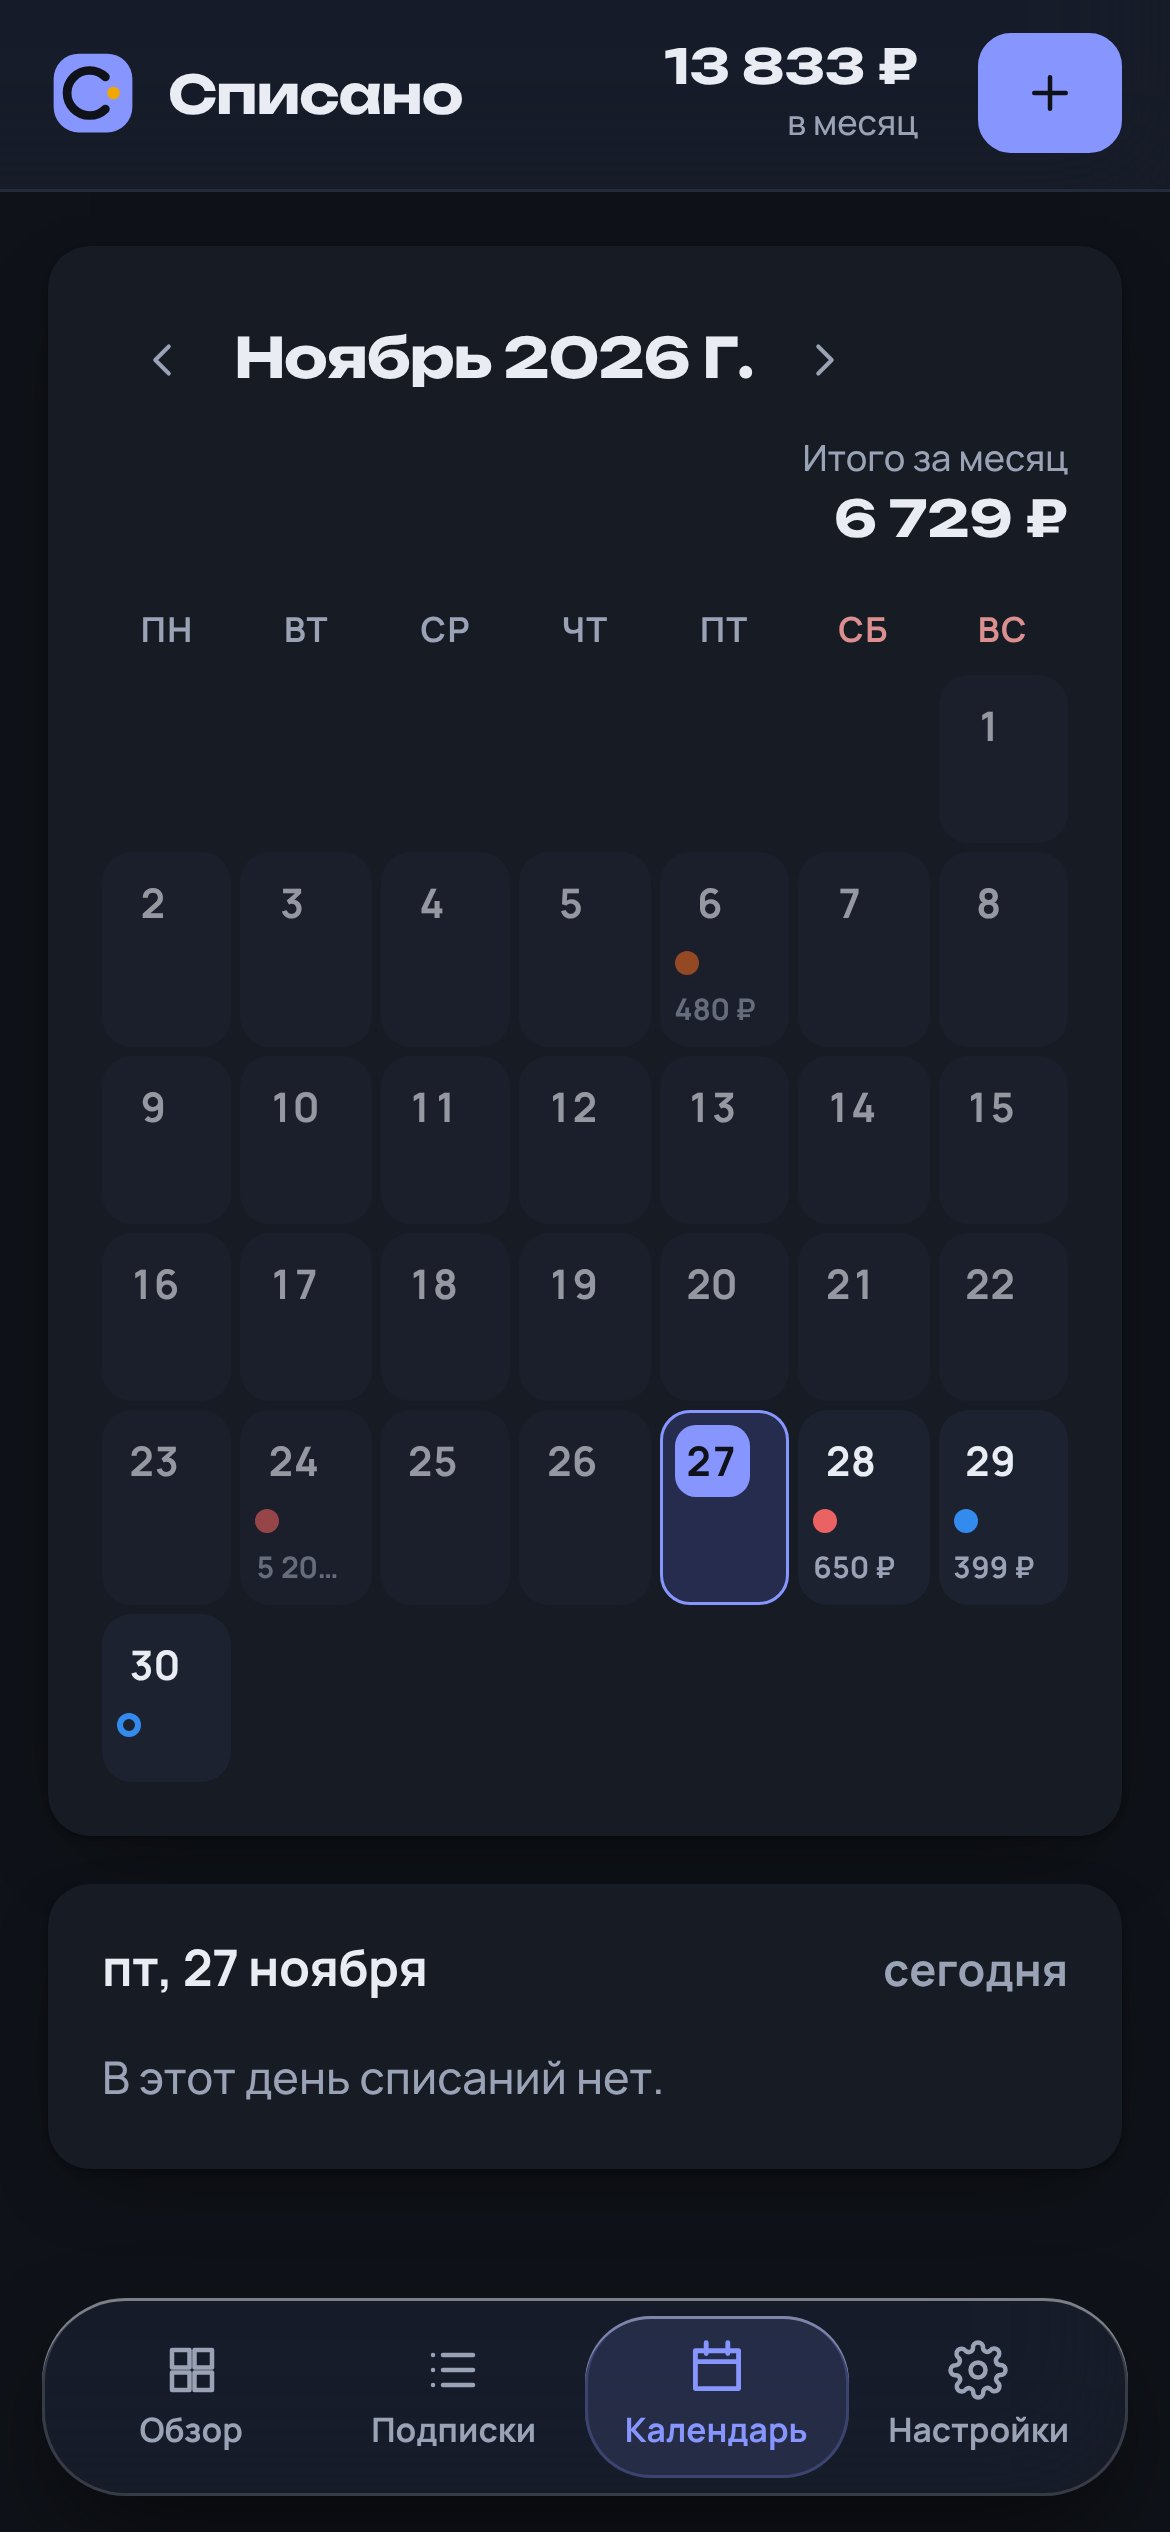 Списано
13 833 ₽
в месяц
Ноябрь 2026 Г.
Итого за месяц
6 729 ₽
ПН ВТ СР ЧТ ПТ СБ ВС
1
2 3 4 5 6 7 8
480 ₽
9 10 11 12 13 14 15
16 17 18 19 20 21 22
23 24 25 26 27 28 29
5 20... 650 ₽ 399 ₽
30
пт, 27 ноября сегодня
В этот день списаний нет.
Обзор Подписки Календарь Настройки